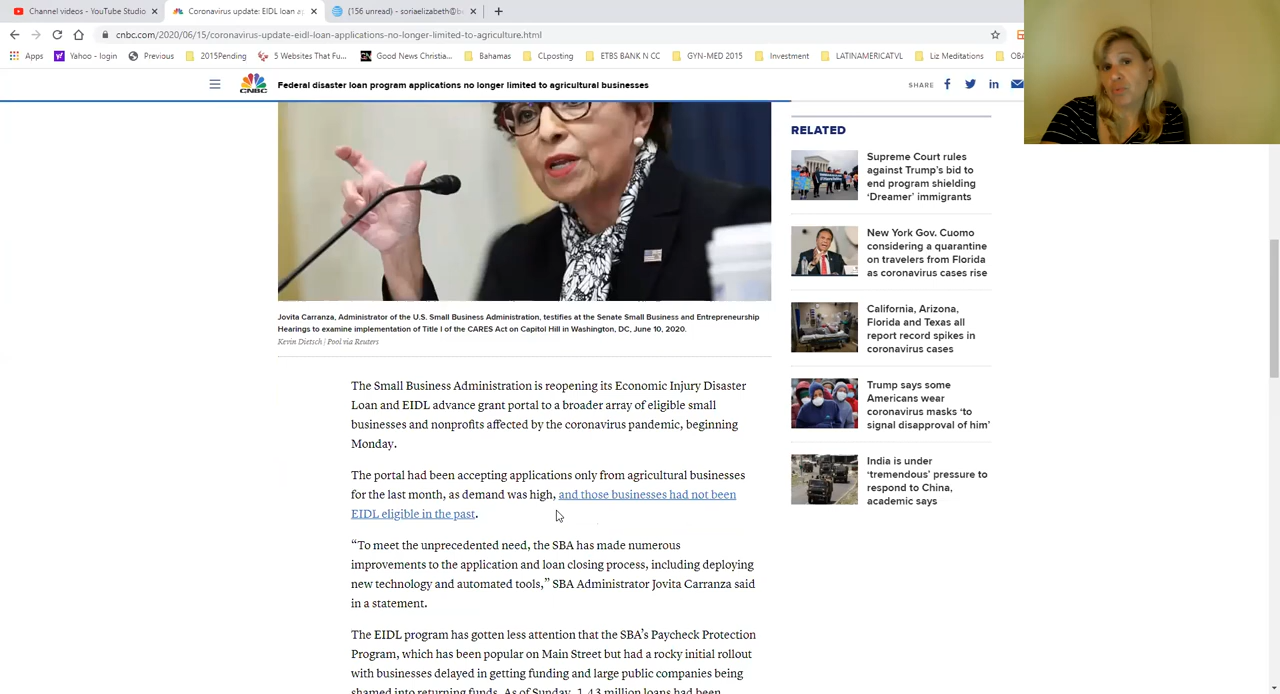 Channel videos - YouTube Studio
Coronavirus update: EIDL loan a
(156 unread) - soriaelizabeth@b
cnbc.com/2020/06/15/coronavirus-update-eidl-loan-applications-no-longer-limited-to-agriculture.html
Apps
Yahoo - login
Previous
2015Pending
5 Websites That Fu...
Good News Christia...
Bahamas
CLposting
ETBS BANK N CC
GYN-MED 2015
Investment
LATINAMERICATVL
Liz Meditations
OBA
CNBC
Federal disaster loan program applications no longer limited to agricultural businesses
SHARE
Jovita Carranza, Administrator of the U.S. Small Business Administration, testifies at the Senate Small Business and Entrepreneurship
Hearings to examine implementation of Title I of the CARES Act on Capitol Hill in Washington, DC, June 10, 2020.
Kevin Dietsch | Pool via Reuters
The Small Business Administration is reopening its Economic Injury Disaster
Loan and EIDL advance grant portal to a broader array of eligible small
businesses and nonprofits affected by the coronavirus pandemic, beginning
Monday.
The portal had been accepting applications only from agricultural businesses
for the last month, as demand was high, and those businesses had not been
EIDL eligible in the past.
“To meet the unprecedented need, the SBA has made numerous
improvements to the application and loan closing process, including deploying
new technology and automated tools,” SBA Administrator Jovita Carranza said
in a statement.
The EIDL program has gotten less attention that the SBA’s Paycheck Protection
Program, which has been popular on Main Street but had a rocky initial rollout
with businesses delayed in getting funding and large public companies being
shamed into returning funds. As of Sunday, 1.43 million loans had been
RELATED
Supreme Court rules
against Trump’s bid to
end program shielding
‘Dreamer’ immigrants
New York Gov. Cuomo
considering a quarantine
on travelers from Florida
as coronavirus cases rise
California, Arizona,
Florida and Texas all
report record spikes in
coronavirus cases
Trump says some
Americans wear
coronavirus masks ‘to
signal disapproval of him’
India is under
‘tremendous’ pressure to
respond to China,
academic says